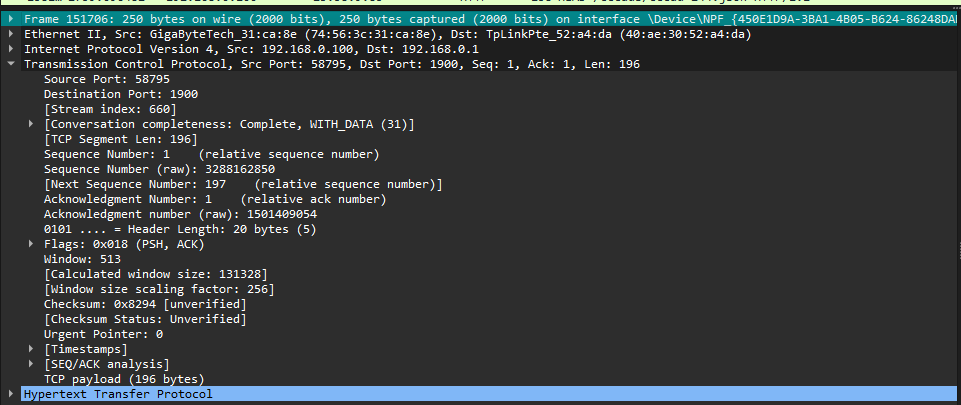 Frame 151706: 250 bytes on wire (2000 bits), 250 bytes captured (2000 bits) on interface \Device\NPF_{450E1D9A-3BA1-4B05-B624-86248DA
Ethernet II, Src: GigaByteTech_31:ca:8e (74:56:3c:31:ca:8e), Dst: TpLinkPte_52:a4:da (40:ae:30:52:a4:da)
Internet Protocol Version 4, Src: 192.168.0.100, Dst: 192.168.0.1
Transmission Control Protocol, Src Port: 58795, Dst Port: 1900, Seq: 1, Ack: 1, Len: 196
Source Port: 58795
Destination Port: 1900
[Stream index: 660]
[Conversation completeness: Complete, WITH_DATA (31)]
[TCP Segment Len: 196]
Sequence Number: 1    (relative sequence number)
Sequence Number (raw): 3288162850
[Next Sequence Number: 197    (relative sequence number)]
Acknowledgment Number: 1    (relative ack number)
Acknowledgment number (raw): 1501409054
0101 .... = Header Length: 20 bytes (5)
Flags: 0x018 (PSH, ACK)
Window: 513
[Calculated window size: 131328]
[Window size scaling factor: 256]
Checksum: 0x8294 [unverified]
[Checksum Status: Unverified]
Urgent Pointer: 0
[Timestamps]
[SEQ/ACK analysis]
TCP payload (196 bytes)
Hypertext Transfer Protocol